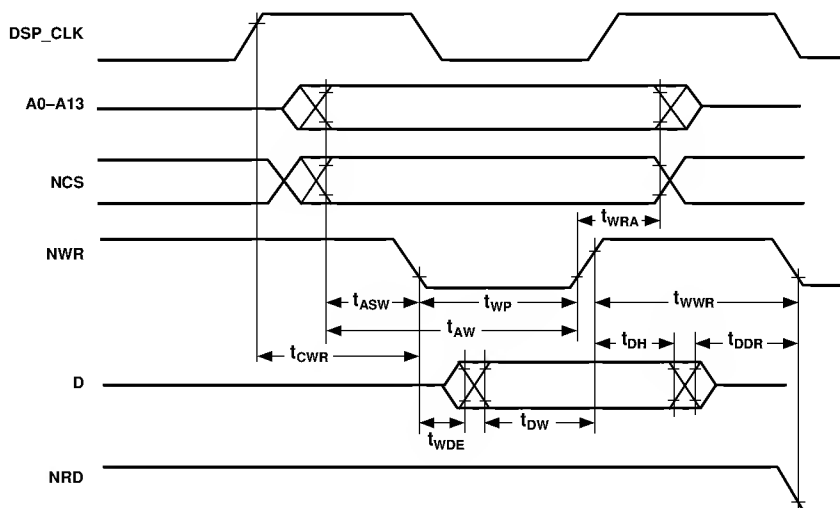 DSP_CLK
A0–A13
NCS
tWRA
NWR
tASW
tWP
tWWR
tAW
tDH
tDDR
tCWR
D
tWDE
tDW
NRD